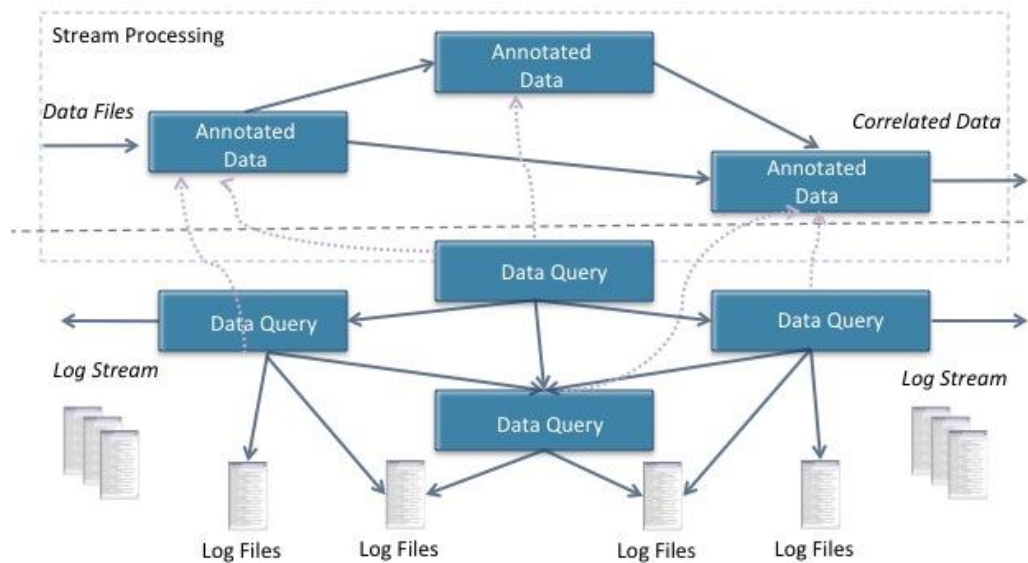 Stream Processing
Annotated
Data
Data Files
Annotated
Data
Correlated Data
Annotated
Data
Data Query
Data Query
Data Query
Log Stream
Log Stream
Data Query
Log Files
Log Files
Log Files
Log Files